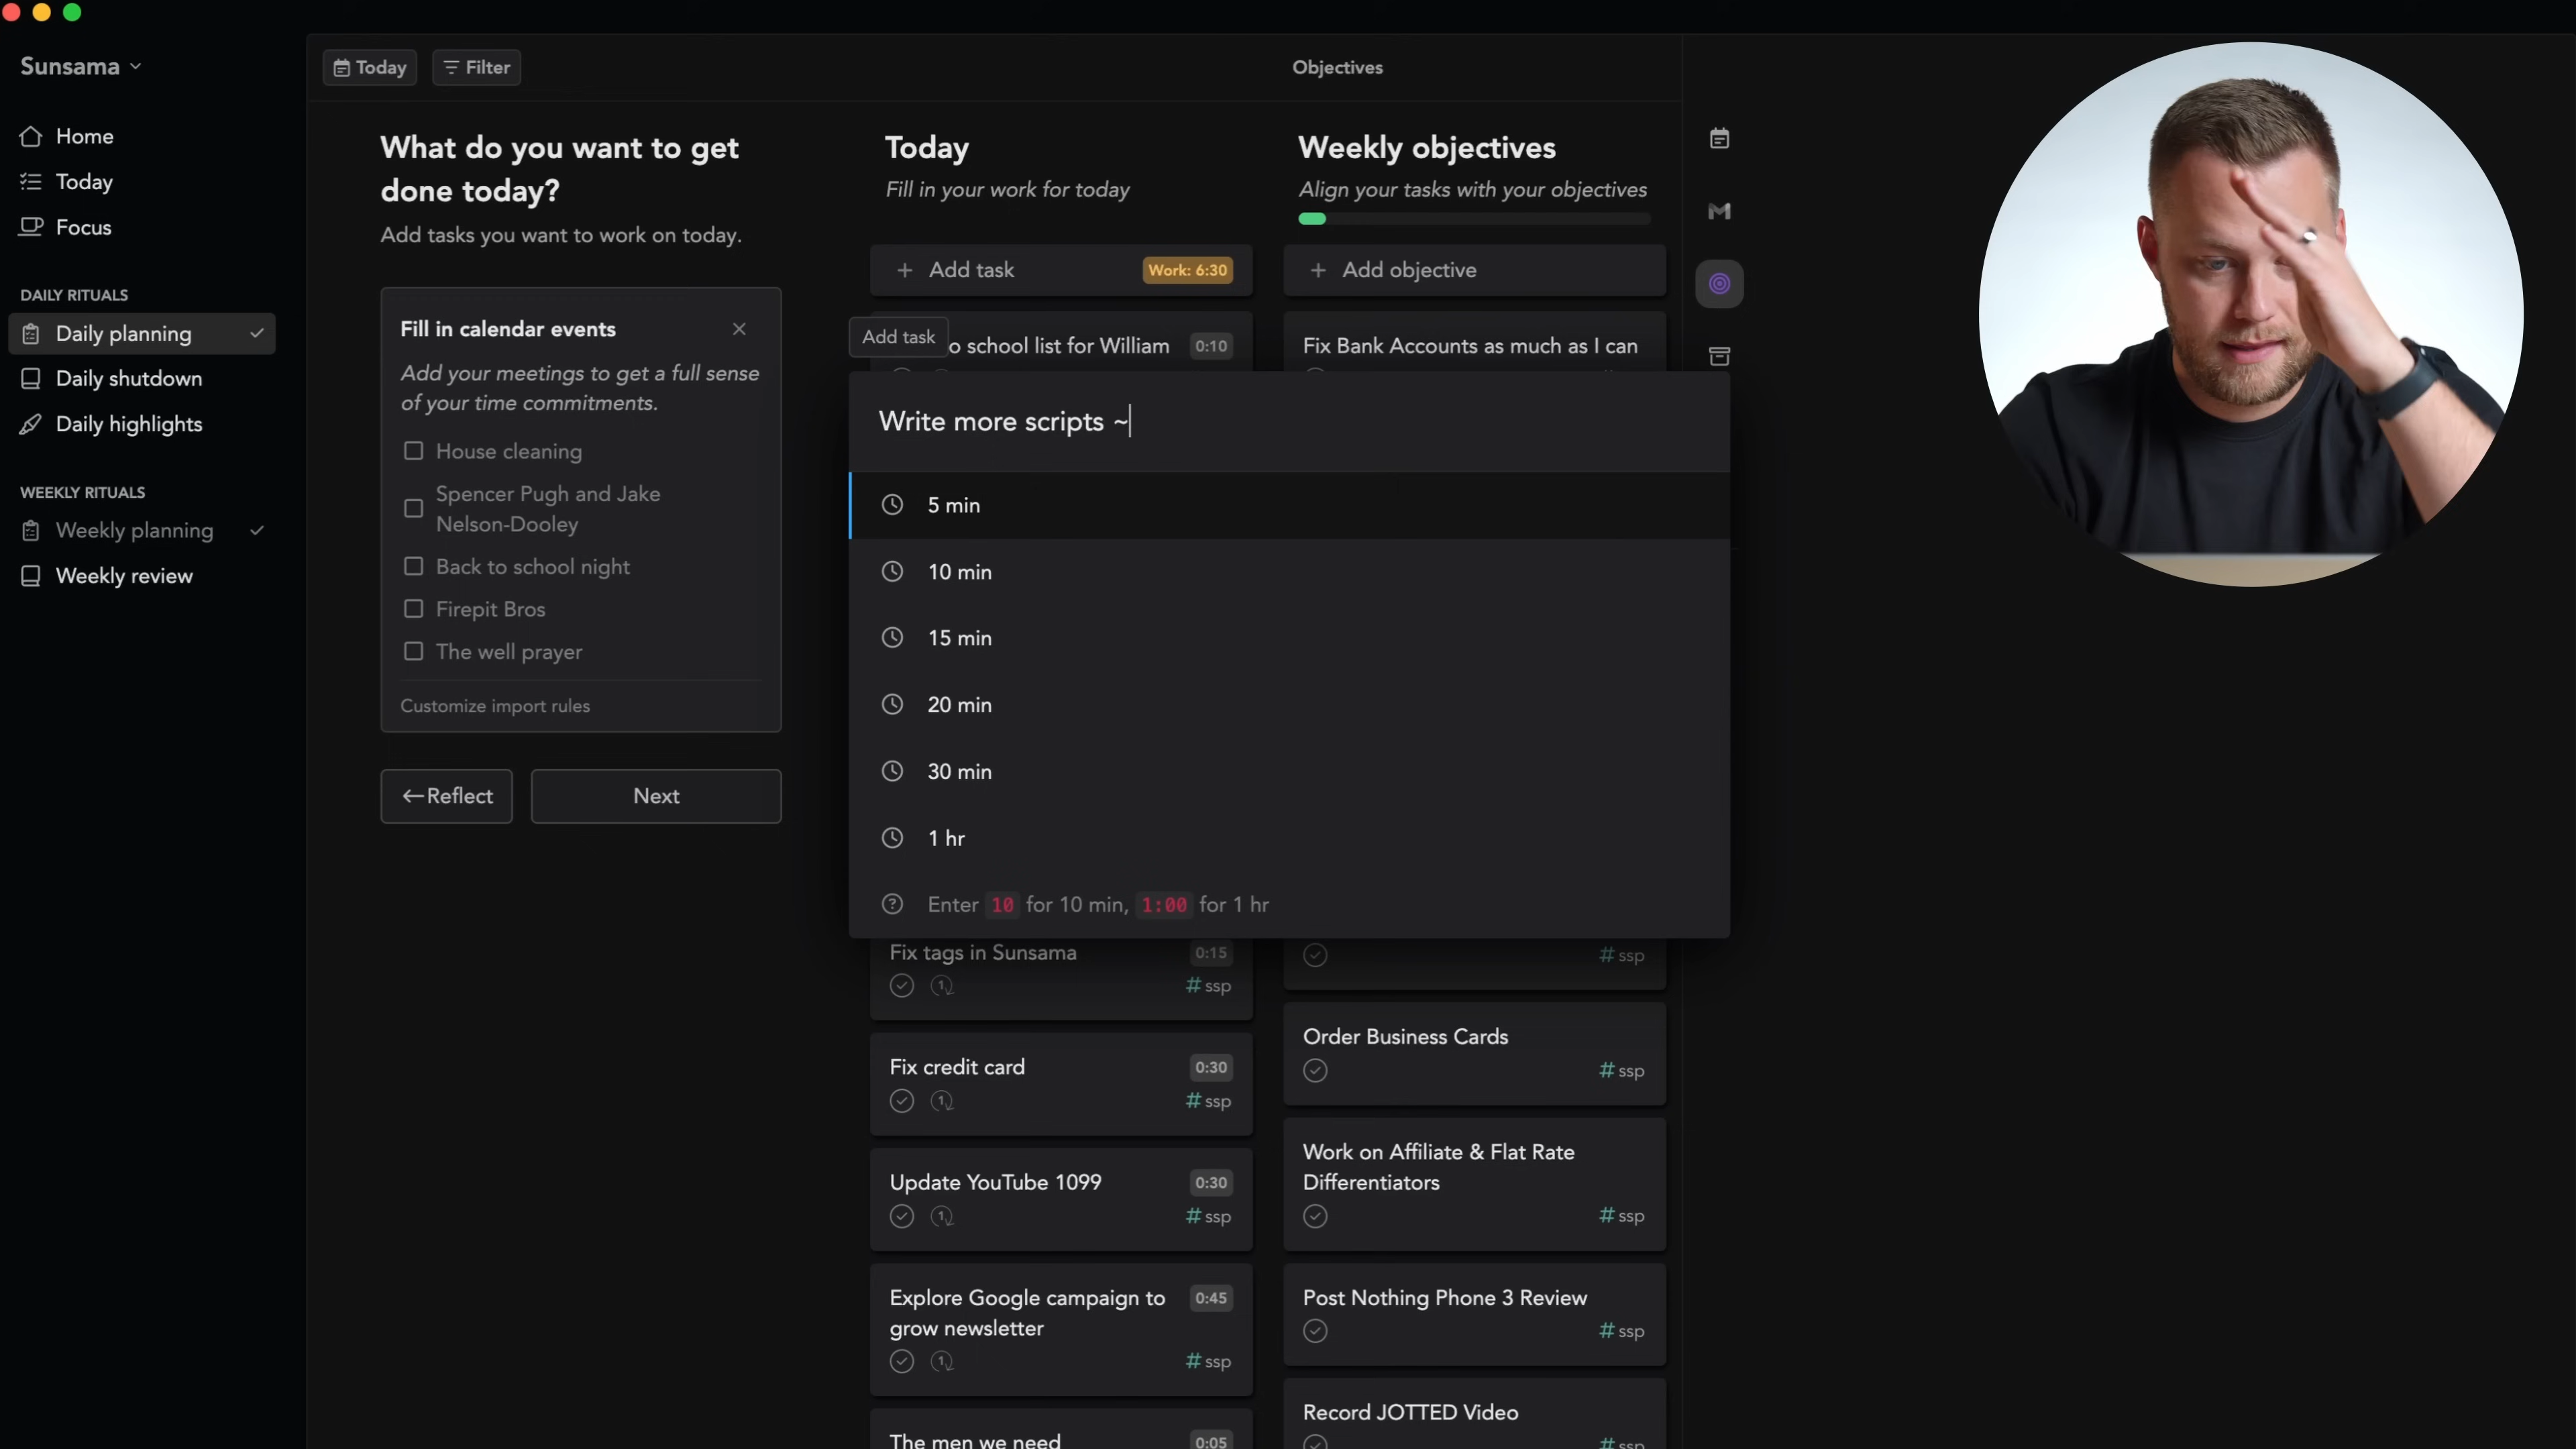 Sunsama
Home
Today
Focus
DAILY RITUALS
Daily planning
Daily shutdown
Daily highlights
WEEKLY RITUALS
Weekly planning
Weekly review
Today
Filter
Objectives
What do you want to get
done today?
Add tasks you want to work on today.
Fill in calendar events
Add your meetings to get a full sense
of your time commitments.
House cleaning
Spencer Pugh and Jake
Nelson-Dooley
Back to school night
Firepit Bros
The well prayer
Customize import rules
←Reflect
Next
Today
Fill in your work for today
+ Add task
Work: 6:30
Add task
school list for William
0:10
Write more scripts ~
5 min
10 min
15 min
20 min
30 min
1 hr
Enter 10 for 10 min, 1:00 for 1 hr
Fix tags in Sunsama
0:15
# ssp
Fix credit card
0:30
# ssp
Update YouTube 1099
0:30
# ssp
Explore Google campaign to
grow newsletter
0:45
# ssp
The men we need
0:05
Weekly objectives
Align your tasks with your objectives
+ Add objective
Fix Bank Accounts as much as I can
# ssp
Order Business Cards
# ssp
Work on Affiliate & Flat Rate
Differentiators
# ssp
Post Nothing Phone 3 Review
# ssp
Record JOTTED Video
# ssp